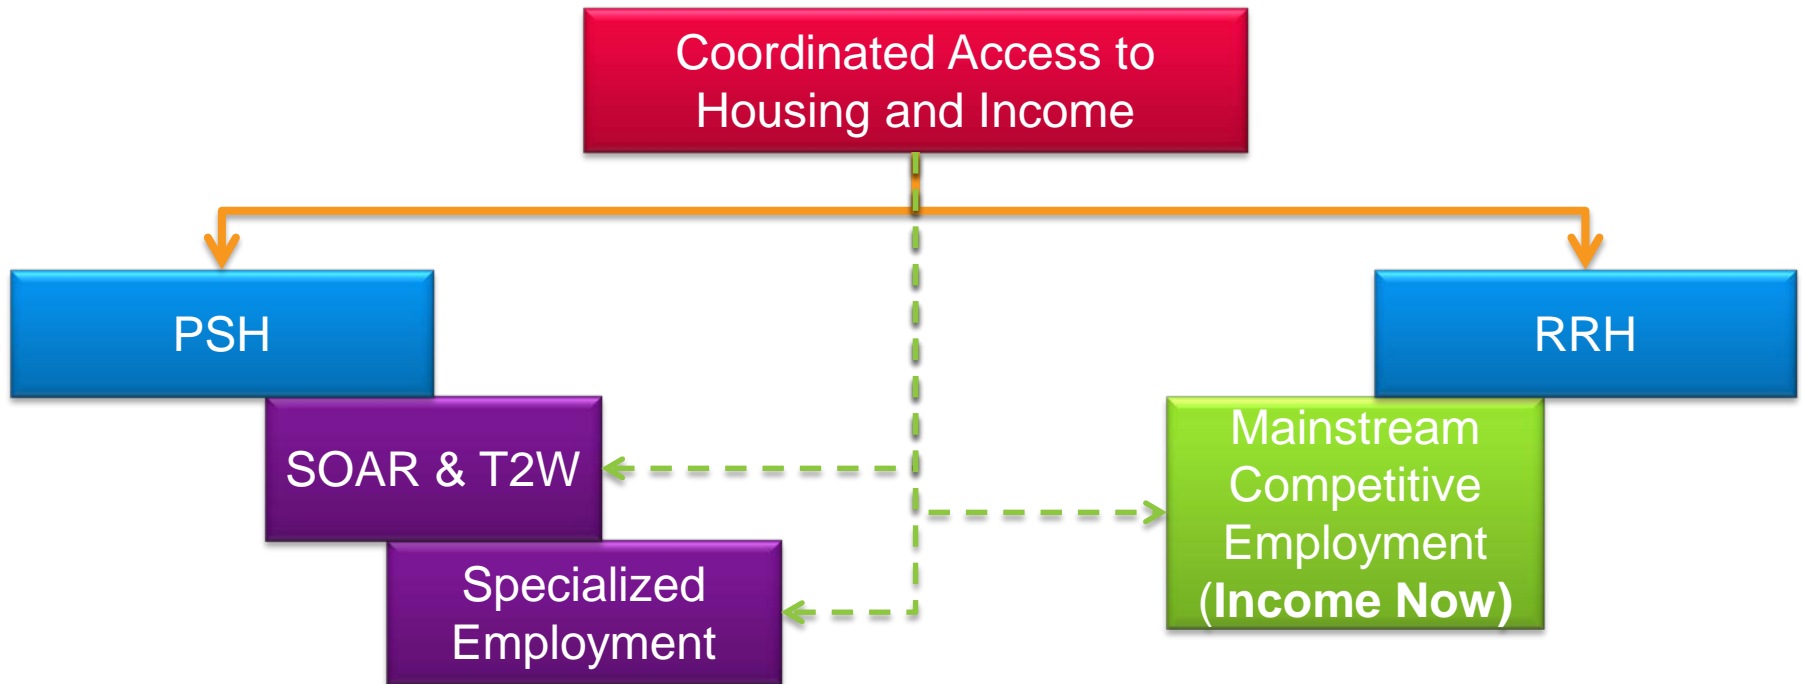 Coordinated Access to
Housing and Income
PSH
RRH
SOAR & T2W
Mainstream
Competitive
Employment
(Income Now)
Specialized
Employment